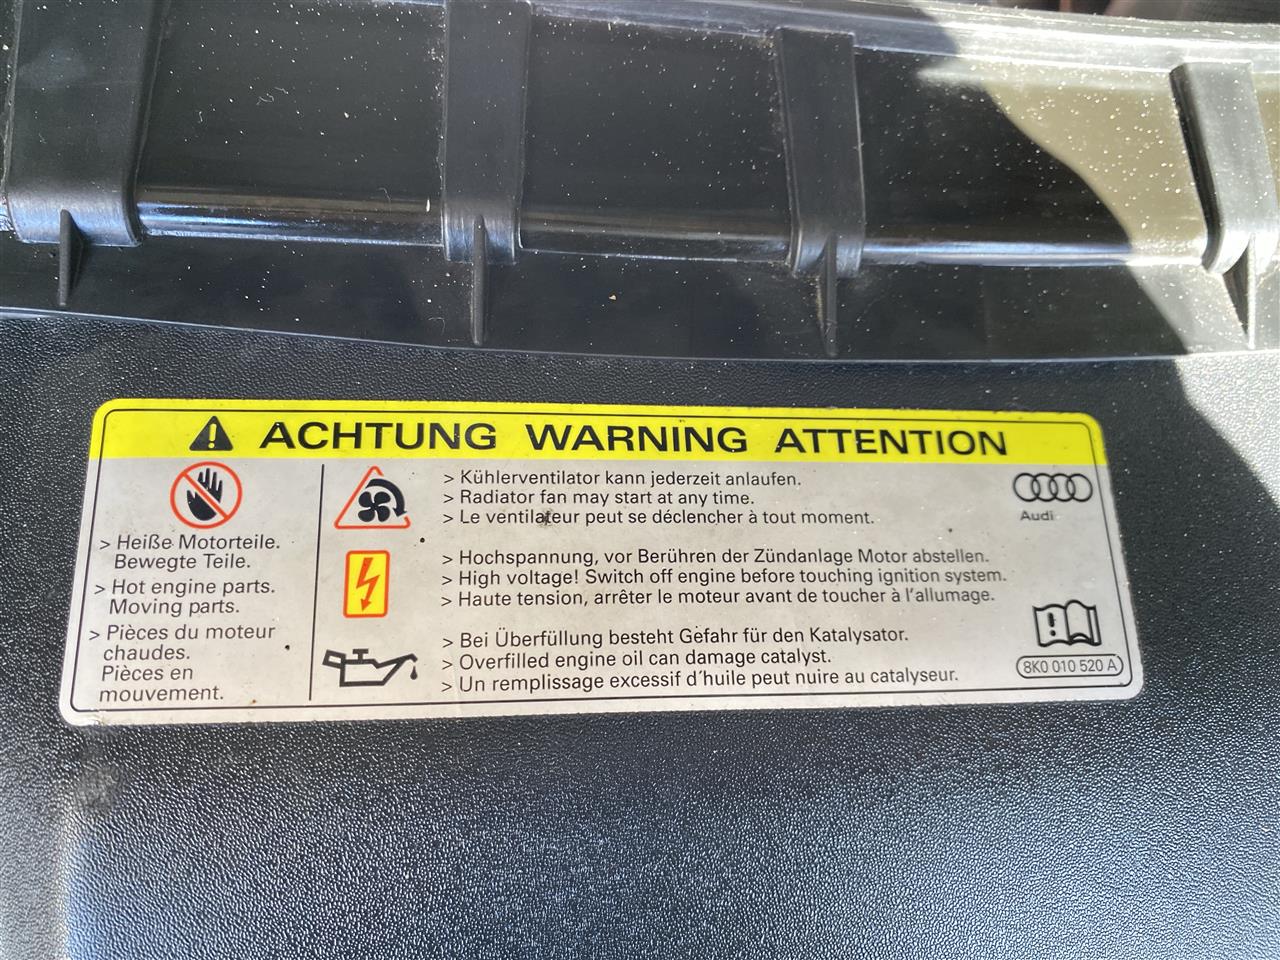 ACHTUNG WARNING ATTENTION
> Heiße Motorteile.
Bewegte Teile.
> Hot engine parts.
Moving parts.
> Pièces du moteur
chaudes.
Pièces en
mouvement.
> Kühlerventilator kann jederzeit anlaufen.
> Radiator fan may start at any time.
> Le ventilateur peut se déclencher à tout moment.
> Hochspannung, vor Berühren der Zündanlage Motor abstellen.
> High voltage! Switch off engine before touching ignition system.
> Haute tension, arrêter le moteur avant de toucher à l'allumage.
> Bei Überfüllung besteht Gefahr für den Katalysator.
> Overfilled engine oil can damage catalyst.
> Un remplissage excessif d´huile peut nuire au catalyseur.
Audi
8K0 010 520 A